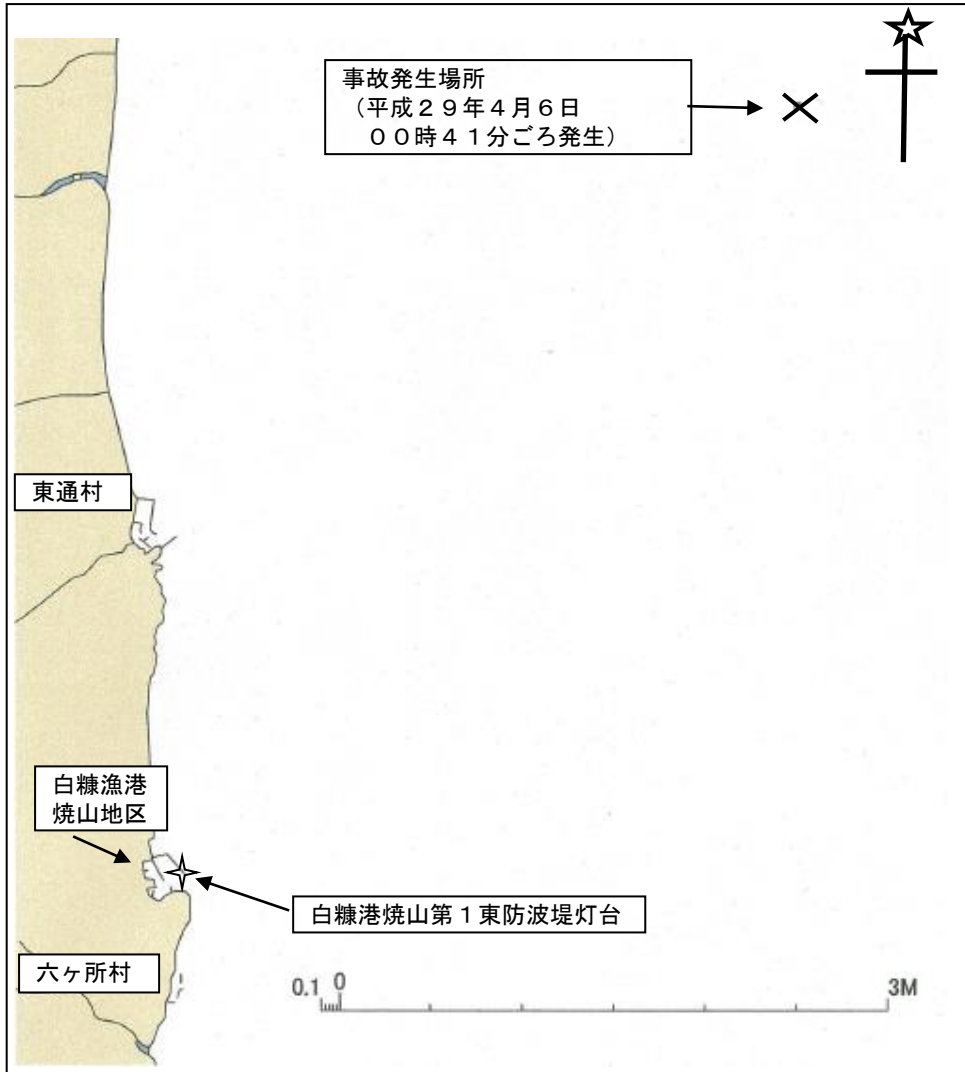 事故発生場所
（平成２９年４月６日
００時４１分ごろ発生）
東通村
白糠漁港
焼山地区
白糠港焼山第１東防波堤灯台
六ヶ所村
0.1 0 3M